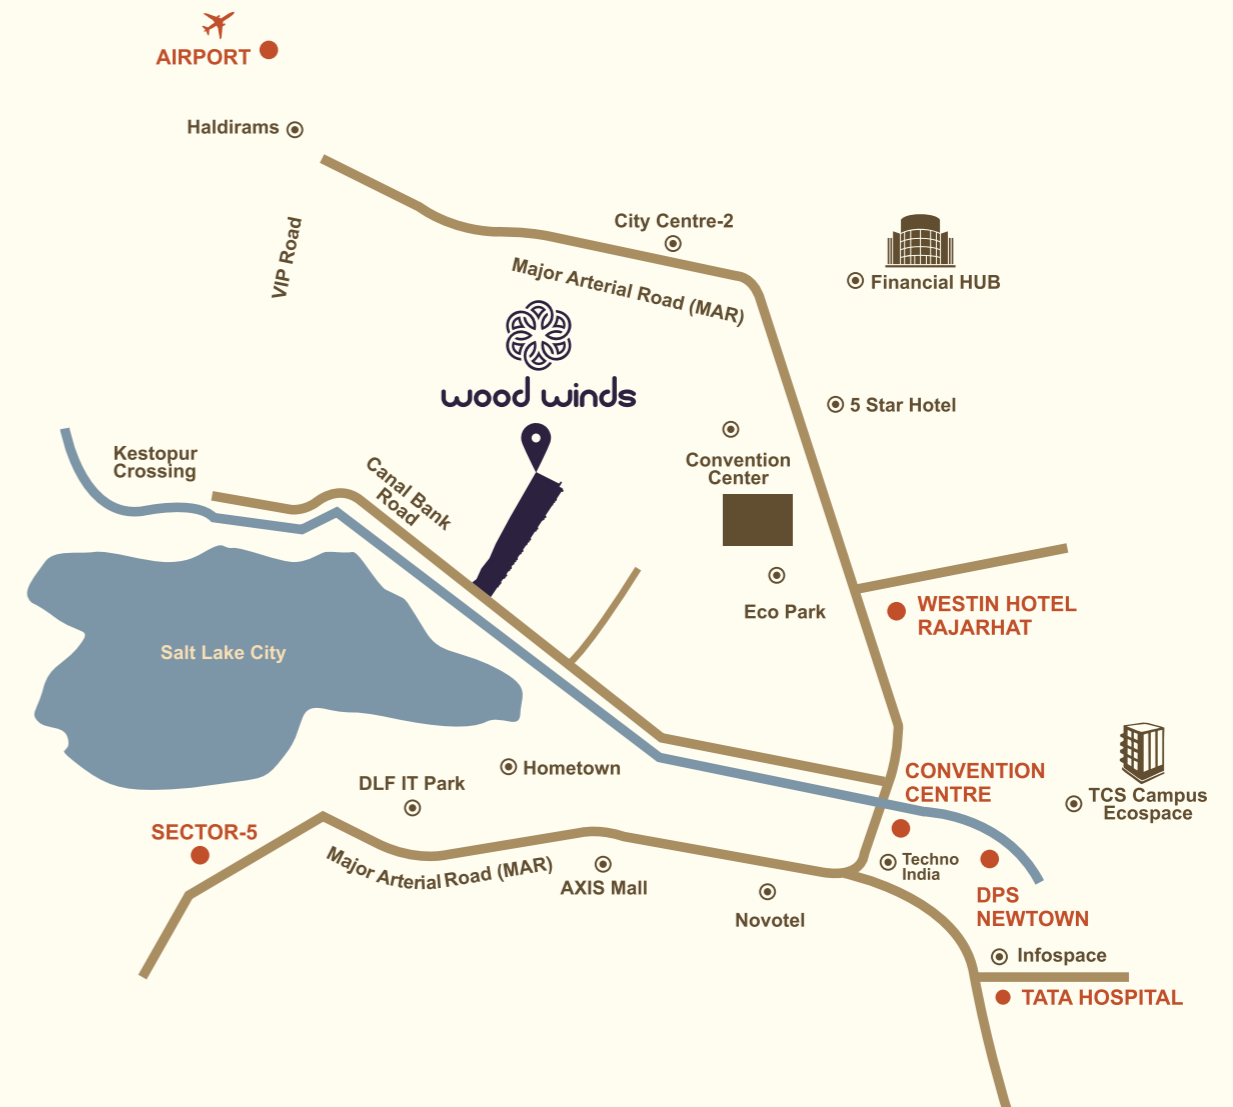 AIRPORT
Haldirams
City Centre-2
VIP Road
Major Arterial Road (MAR)
Financial HUB
wood winds
5 Star Hotel
Kestopur
Crossing
Canal Bank
Road
Convention
Center
Eco Park
WESTIN HOTEL
RAJARHAT
Salt Lake City
Hometown
DLF IT Park
CONVENTION
CENTRE
TCS Campus
Ecospace
SECTOR-5
Major Arterial Road (MAR)
AXIS Mall
Techno
India
Novotel
DPS
NEWTOWN
Infospace
TATA HOSPITAL